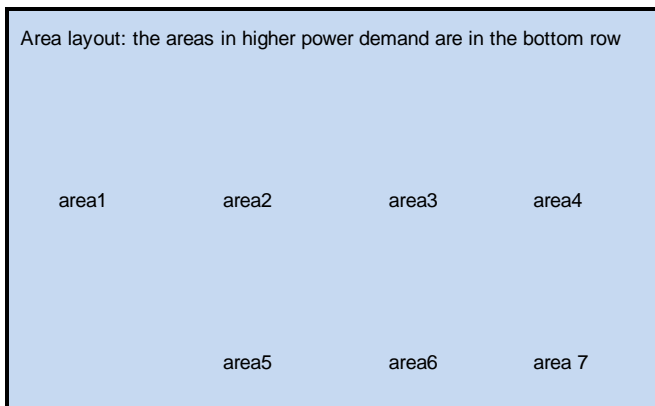 Area layout: the areas in higher power demand are in the bottom row
area1 area2 area3 area4
area5 area6 area 7